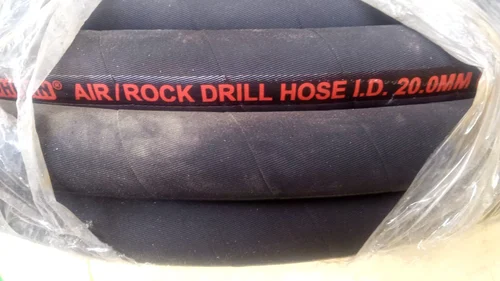 AIR/ROCK DRILL HOSE I.D. 20.0MM